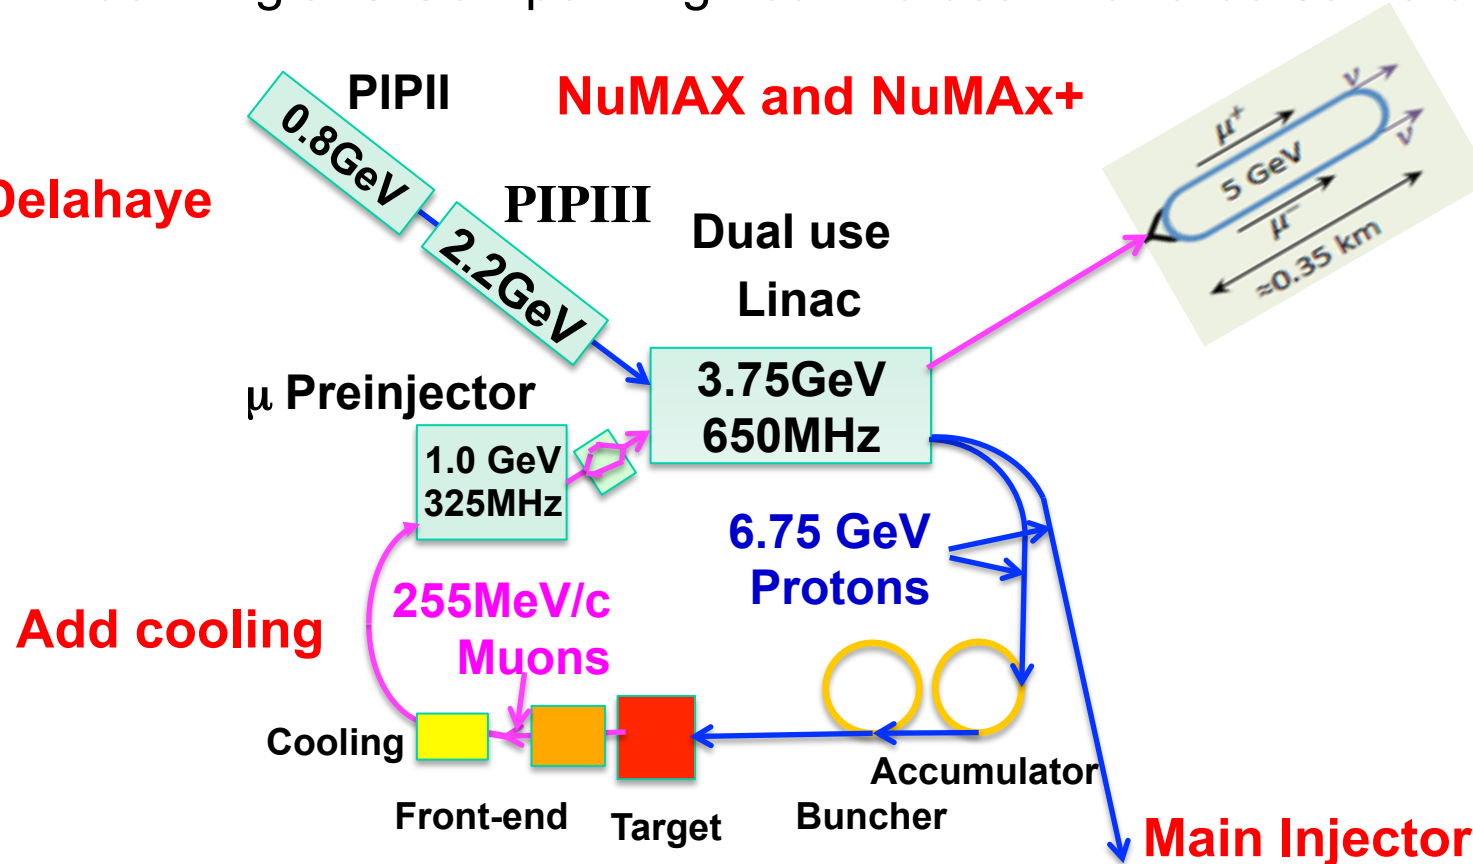 PIPII
NuMAX and NuMAx+
0.8GeV
Delahaye
PIPIII
2.2GeV
Dual use
Linac
μ⁺
5 GeV
μ⁻
≈0.35 km
ν
ν
3.75GeV
650MHz
μ Preinjector
1.0 GeV
325MHz
6.75 GeV
Protons
255MeV/c
Muons
Add cooling
Cooling
Front-end
Target
Buncher
Accumulator
Main Injector